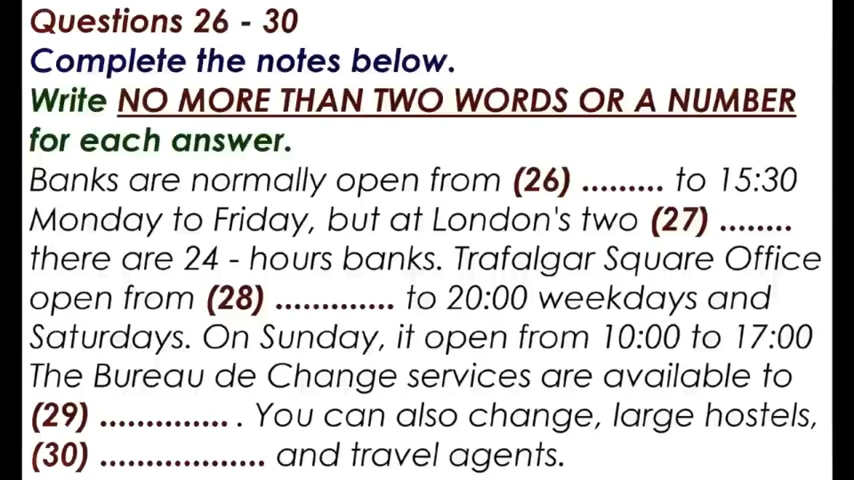 Questions 26 - 30
Complete the notes below.
Write NO MORE THAN TWO WORDS OR A NUMBER
for each answer.
Banks are normally open from (26) ......... to 15:30
Monday to Friday, but at London's two (27) ........
there are 24 - hours banks. Trafalgar Square Office
open from (28) ............. to 20:00 weekdays and
Saturdays. On Sunday, it open from 10:00 to 17:00
The Bureau de Change services are available to
(29) .............. . You can also change, large hostels,
(30) .................. and travel agents.